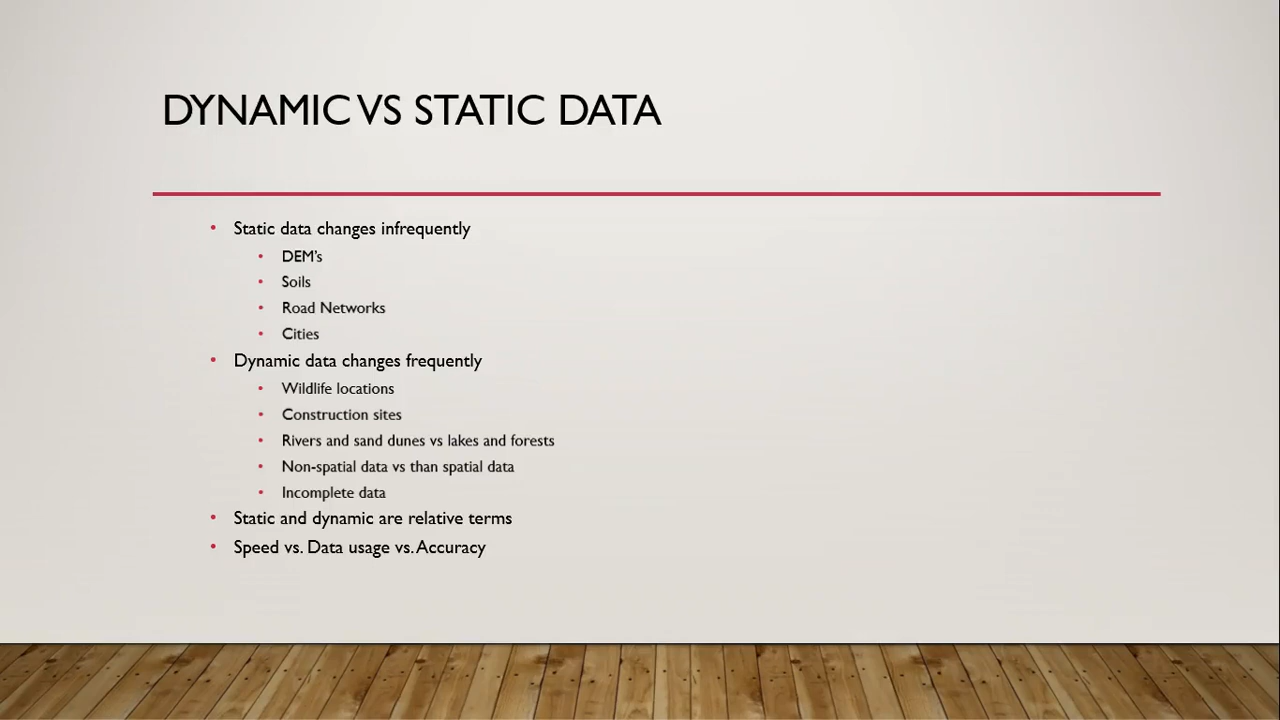 DYNAMIC VS STATIC DATA
• Static data changes infrequently
• DEM's
• Soils
• Road Networks
• Cities
• Dynamic data changes frequently
• Wildlife locations
• Construction sites
• Rivers and sand dunes vs lakes and forests
• Non-spatial data vs than spatial data
• Incomplete data
• Static and dynamic are relative terms
• Speed vs. Data usage vs. Accuracy